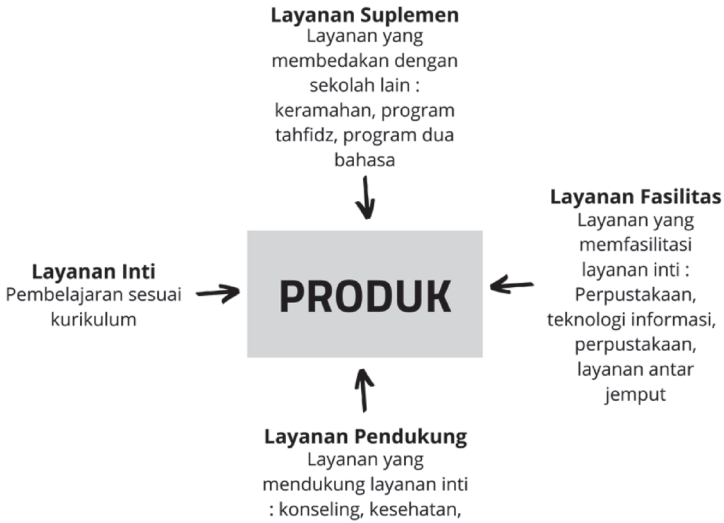 Layanan Suplemen
Layanan yang
membedakan dengan
sekolah lain :
keramahan, program
tahfidz, program dua
bahasa
Layanan Inti
Pembelajaran sesuai
kurikulum
PRODUK
Layanan Fasilitas
Layanan yang
memfasilitasi
layanan inti :
Perpustakaan,
teknologi informasi,
perpustakaan,
layanan antar
jemput
Layanan Pendukung
Layanan yang
mendukung layanan inti
: konseling, kesehatan,